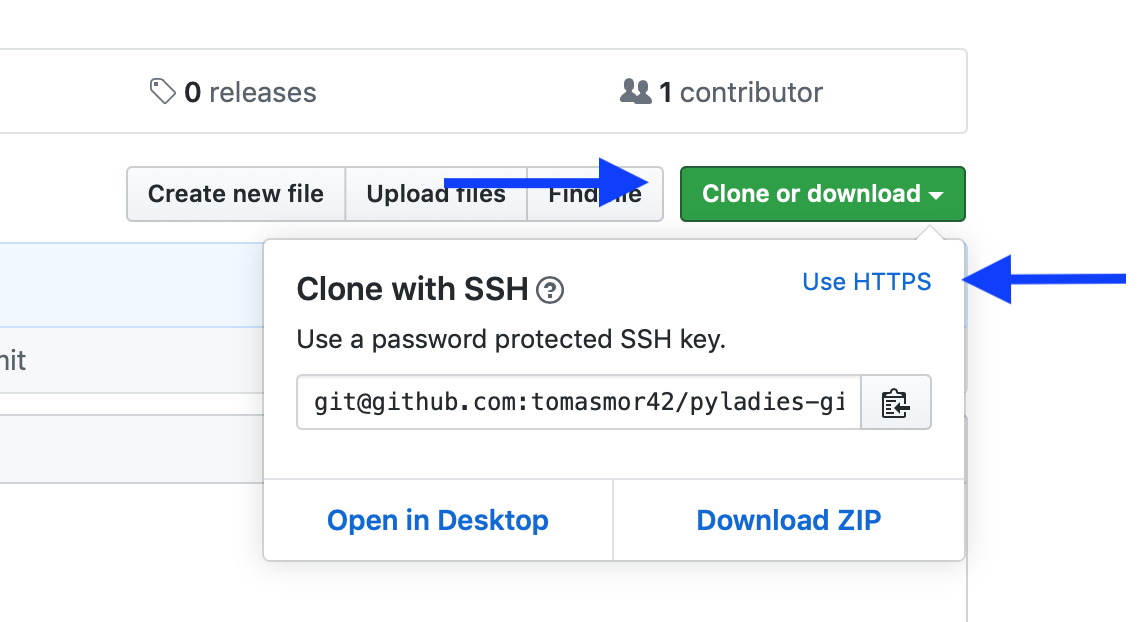 0 releases
1 contributor
Create new file
Upload files
Find file
Clone or download
Clone with SSH
Use HTTPS
Use a password protected SSH key.
git@github.com:tomasmor42/pyladies-gi
Open in Desktop
Download ZIP